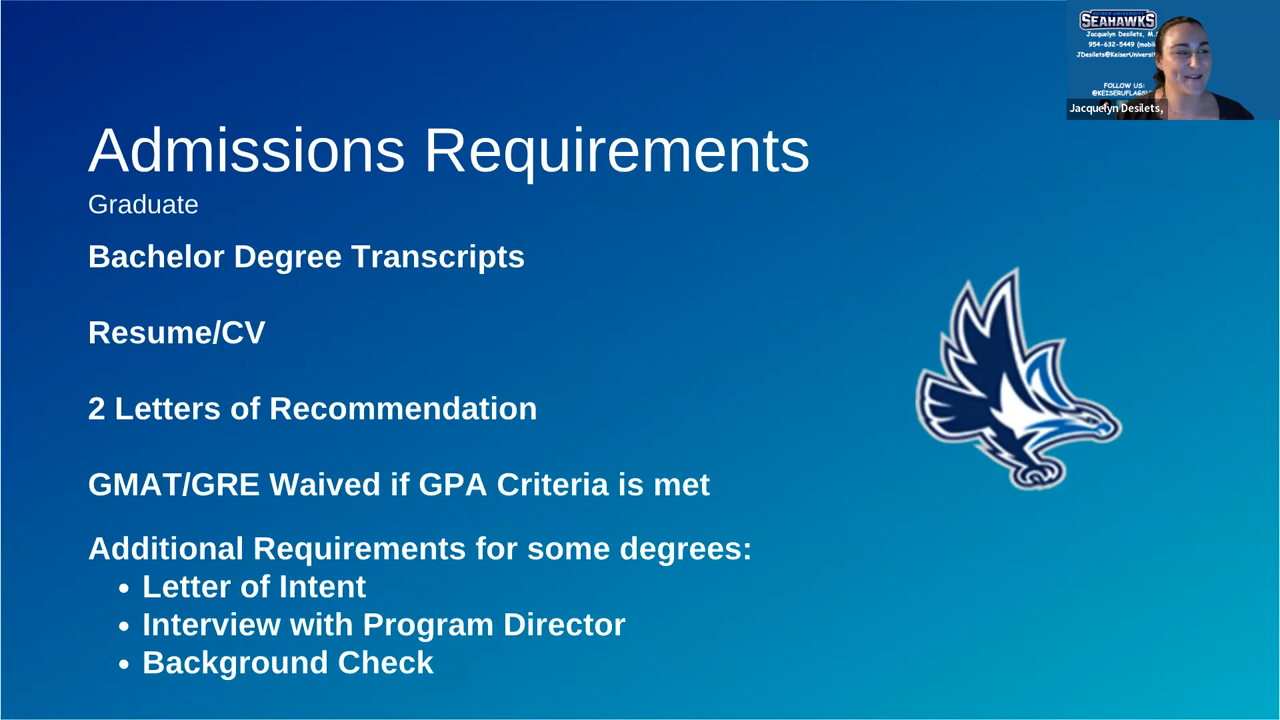 SEAHAWKS
Jacquelyn Desilets, M.
954-632-5449
FOLLOW US:
Jacquelyn Desilets,
Admissions Requirements
Graduate
Bachelor Degree Transcripts
Resume/CV
2 Letters of Recommendation
GMAT/GRE Waived if GPA Criteria is met
Additional Requirements for some degrees:
• Letter of Intent
• Interview with Program Director
• Background Check